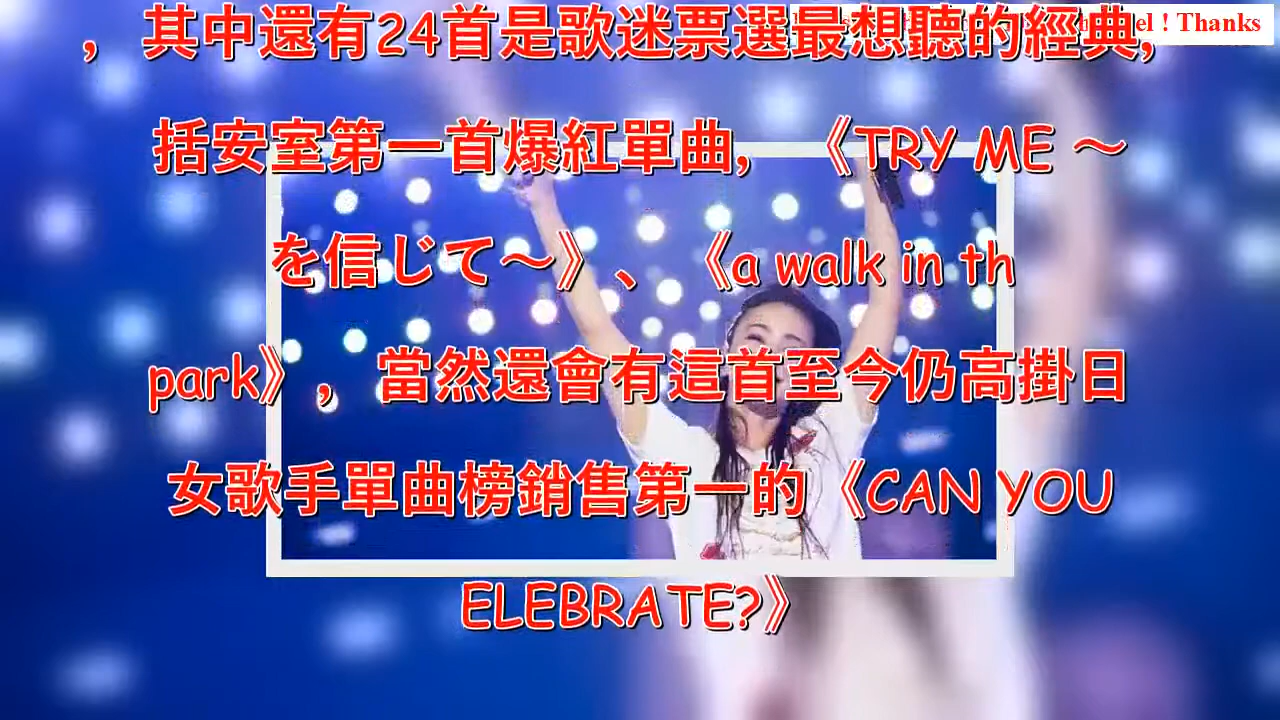 ! Thanks
，其中還有24首是歌迷票選最想聽的經典,
括安室第一首爆紅單曲,　《TRY ME ～
を信じて～》、《a walk in th
park》，當然還會有這首至今仍高掛日
女歌手單曲榜銷售第一的《CAN YOU
ELEBRATE?》